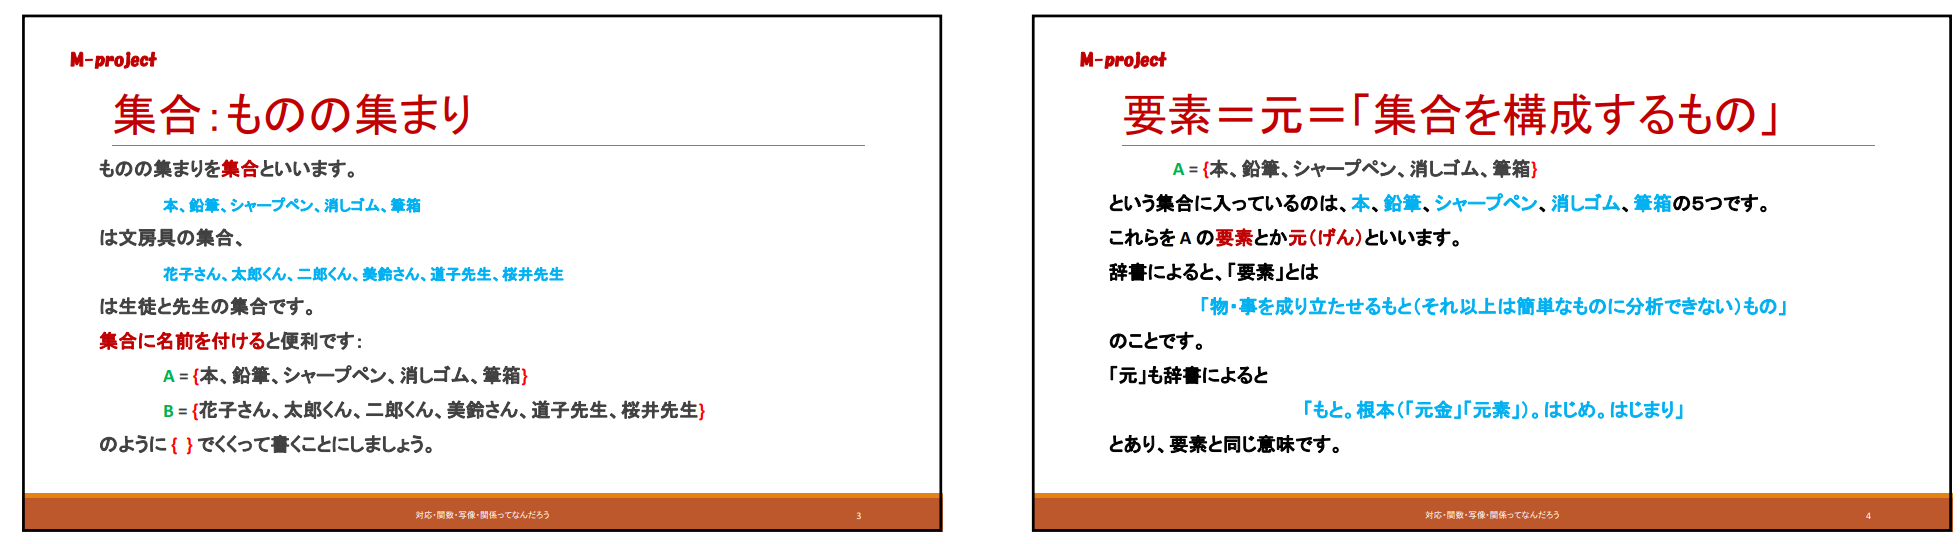 M-project
集合：ものの集まり
ものの集まりを集合といいます。
本、鉛筆、シャープペン、消しゴム、筆箱
は文房具の集合、
花子さん、太郎くん、二郎くん、美鈴さん、道子先生、桜井先生
は生徒と先生の集合です。
集合に名前を付けると便利です：
A = {本、鉛筆、シャープペン、消しゴム、筆箱}
B = {花子さん、太郎くん、二郎くん、美鈴さん、道子先生、桜井先生}
のように { } でくくって書くことにしましょう。
対応・関数・写像・関係ってなんだろう
3
M-project
要素＝元＝「集合を構成するもの」
A = {本、鉛筆、シャープペン、消しゴム、筆箱}
という集合に入っているのは、本、鉛筆、シャープペン、消しゴム、筆箱の５つです。
これらを A の要素とか元（げん）といいます。
辞書によると、「要素」とは
「物・事を成り立たせるもと（それ以上は簡単なものに分析できない）もの」
のことです。
「元」も辞書によると
「もと。根本（「元金」「元素」）。はじめ。はじまり」
とあり、要素と同じ意味です。
対応・関数・写像・関係ってなんだろう
4